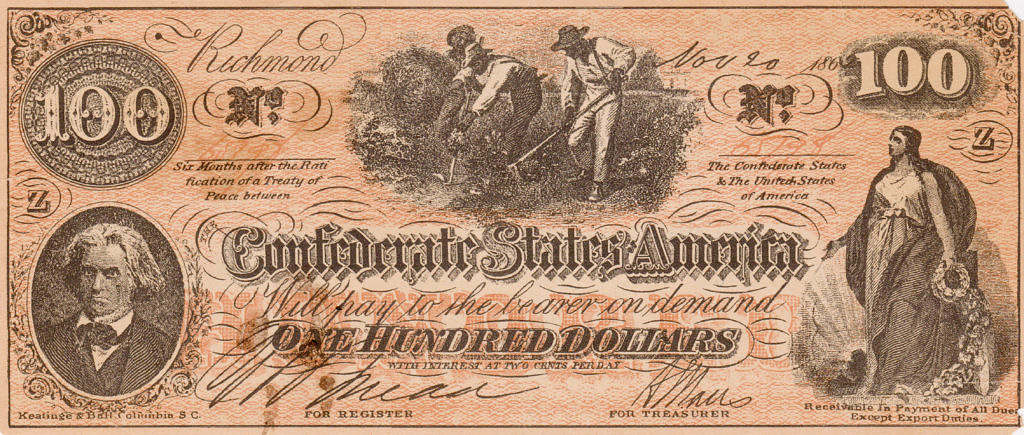 100
Richmond
Nov 20 186
100
No.
No.
Six Months after the Rati
fication of a Treaty of
Peace between
The Confederate States
& The United States
of America
Z
Z
Confederate States America
Will pay to the bearer on demand
ONE HUNDRED DOLLARS
WITH INTEREST AT TWO CENTS PER DAY
Keatinge & Ball Columbia S C.
FOR REGISTER
FOR TREASURER
Receivable in Payment of All Dues
Except Export Duties.